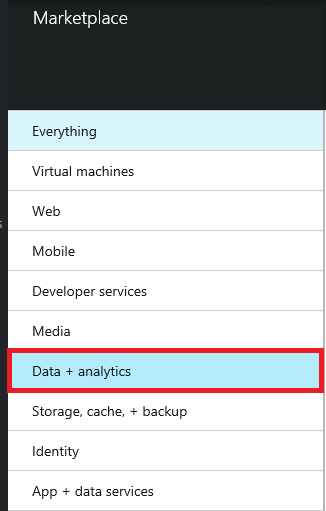 Marketplace
Everything
Virtual machines
Web
Mobile
Developer services
Media
Data + analytics
Storage, cache, + backup
Identity
App + data services